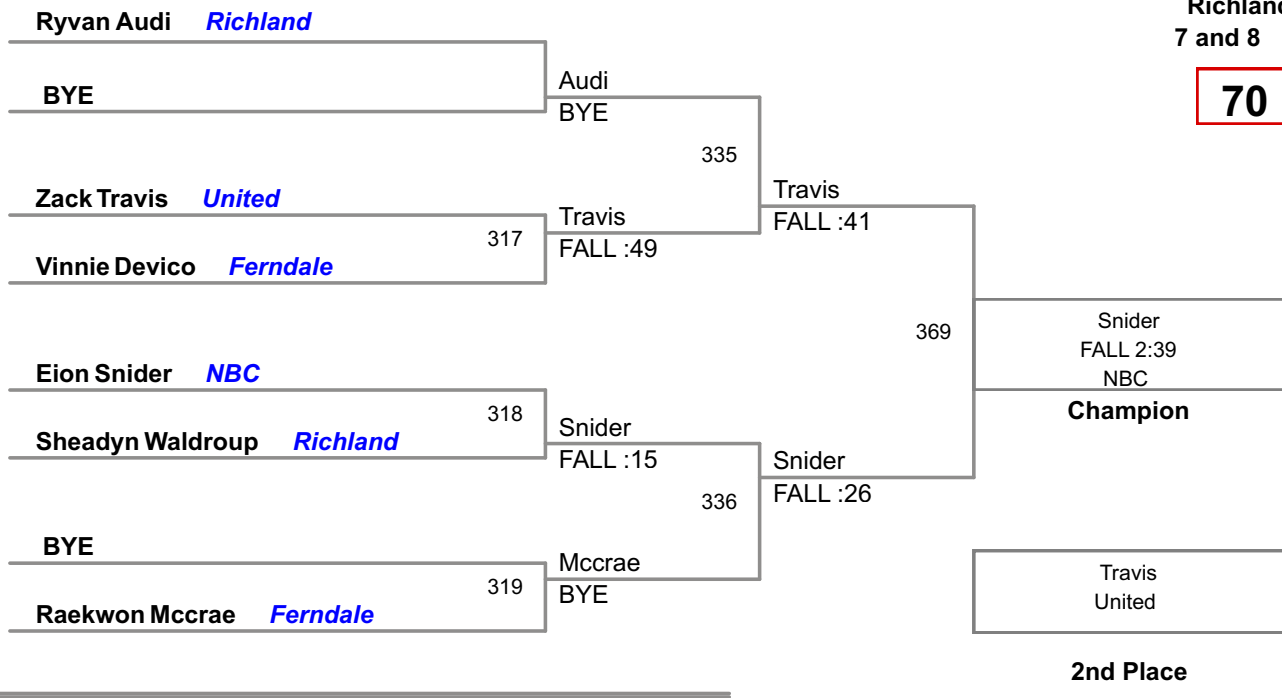 Ryvan Audi Richland
BYE
Audi
BYE
Zack Travis United
317
Vinnie Devico Ferndale
Travis
FALL :49
335
Travis
FALL :41
Eion Snider NBC
318
Sheadyn Waldroup Richland
Snider
FALL :15
BYE
319
Raekwon Mccrae Ferndale
Mccrae
BYE
336
Snider
FALL :26
369
Snider
FALL 2:39
NBC
Champion
Travis
United
2nd Place
Richland
7 and 8
70